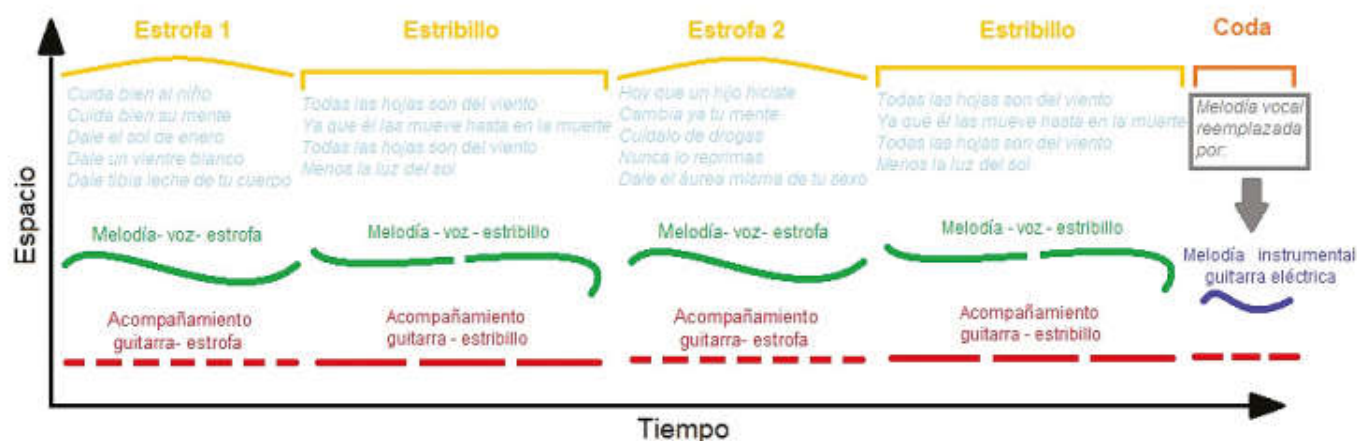 Estrofa 1
Estribillo
Estrofa 2
Estribillo
Coda
Cuida bien al niño
Cuida bien su mente
Dale el sol de enero
Dale un vientre blanco
Dale tibia leche de tu cuerpo
Todas las hojas son del viento
Ya que él las mueve hasta en la muerte
Todas las hojas son del viento
Menos la luz del sol
Hoy que un hijo hiciste
Cambia ya tu mente
Cuídalo de drogas
Nunca lo reprimas
Dale el áurea misma de tu sexo
Todas las hojas son del viento
Ya que él las mueve hasta en la muerte
Todas las hojas son del viento
Menos la luz del sol
Melodía vocal
reemplazada
por:
Espacio
Melodía- voz- estrofa
Melodía - voz - estribillo
Melodía- voz- estrofa
Melodía - voz - estribillo
Melodía instrumental
guitarra eléctrica
Acompañamiento
guitarra- estrofa
Acompañamiento
guitarra - estribillo
Acompañamiento
guitarra- estrofa
Acompañamiento
guitarra - estribillo
Tiempo